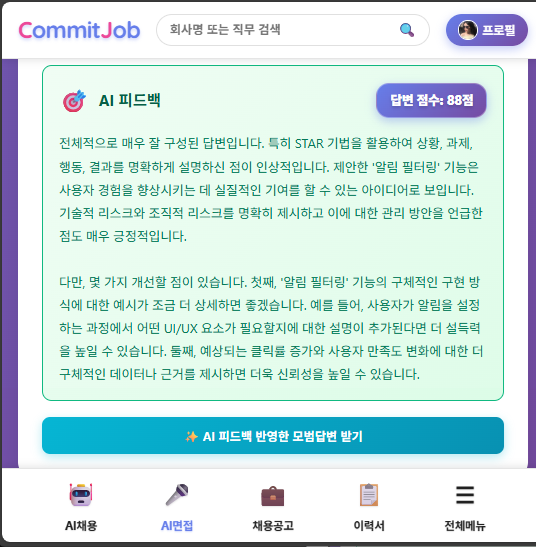 CommitJob
회사명 또는 직무 검색
프로필
AI 피드백
답변 점수: 88점
전체적으로 매우 잘 구성된 답변입니다. 특히 STAR 기법을 활용하여 상황, 과제,
행동, 결과를 명확하게 설명하신 점이 인상적입니다. 제안한 '알림 필터링' 기능은
사용자 경험을 향상시키는 데 실질적인 기여를 할 수 있는 아이디어로 보입니다.
기술적 리스크와 조직적 리스크를 명확히 제시하고 이에 대한 관리 방안을 언급한
점도 매우 긍정적입니다.
다만, 몇 가지 개선할 점이 있습니다. 첫째, '알림 필터링' 기능의 구체적인 구현 방
식에 대한 예시가 조금 더 상세하면 좋겠습니다. 예를 들어, 사용자가 알림을 설정
하는 과정에서 어떤 UI/UX 요소가 필요할지에 대한 설명이 추가된다면 더 설득력
을 높일 수 있습니다. 둘째, 예상되는 클릭률 증가와 사용자 만족도 변화에 대한 더
구체적인 데이터나 근거를 제시하면 더욱 신뢰성을 높일 수 있습니다.
✨ AI 피드백 반영한 모범답변 받기
AI채용
AI면접
채용공고
이력서
전체메뉴